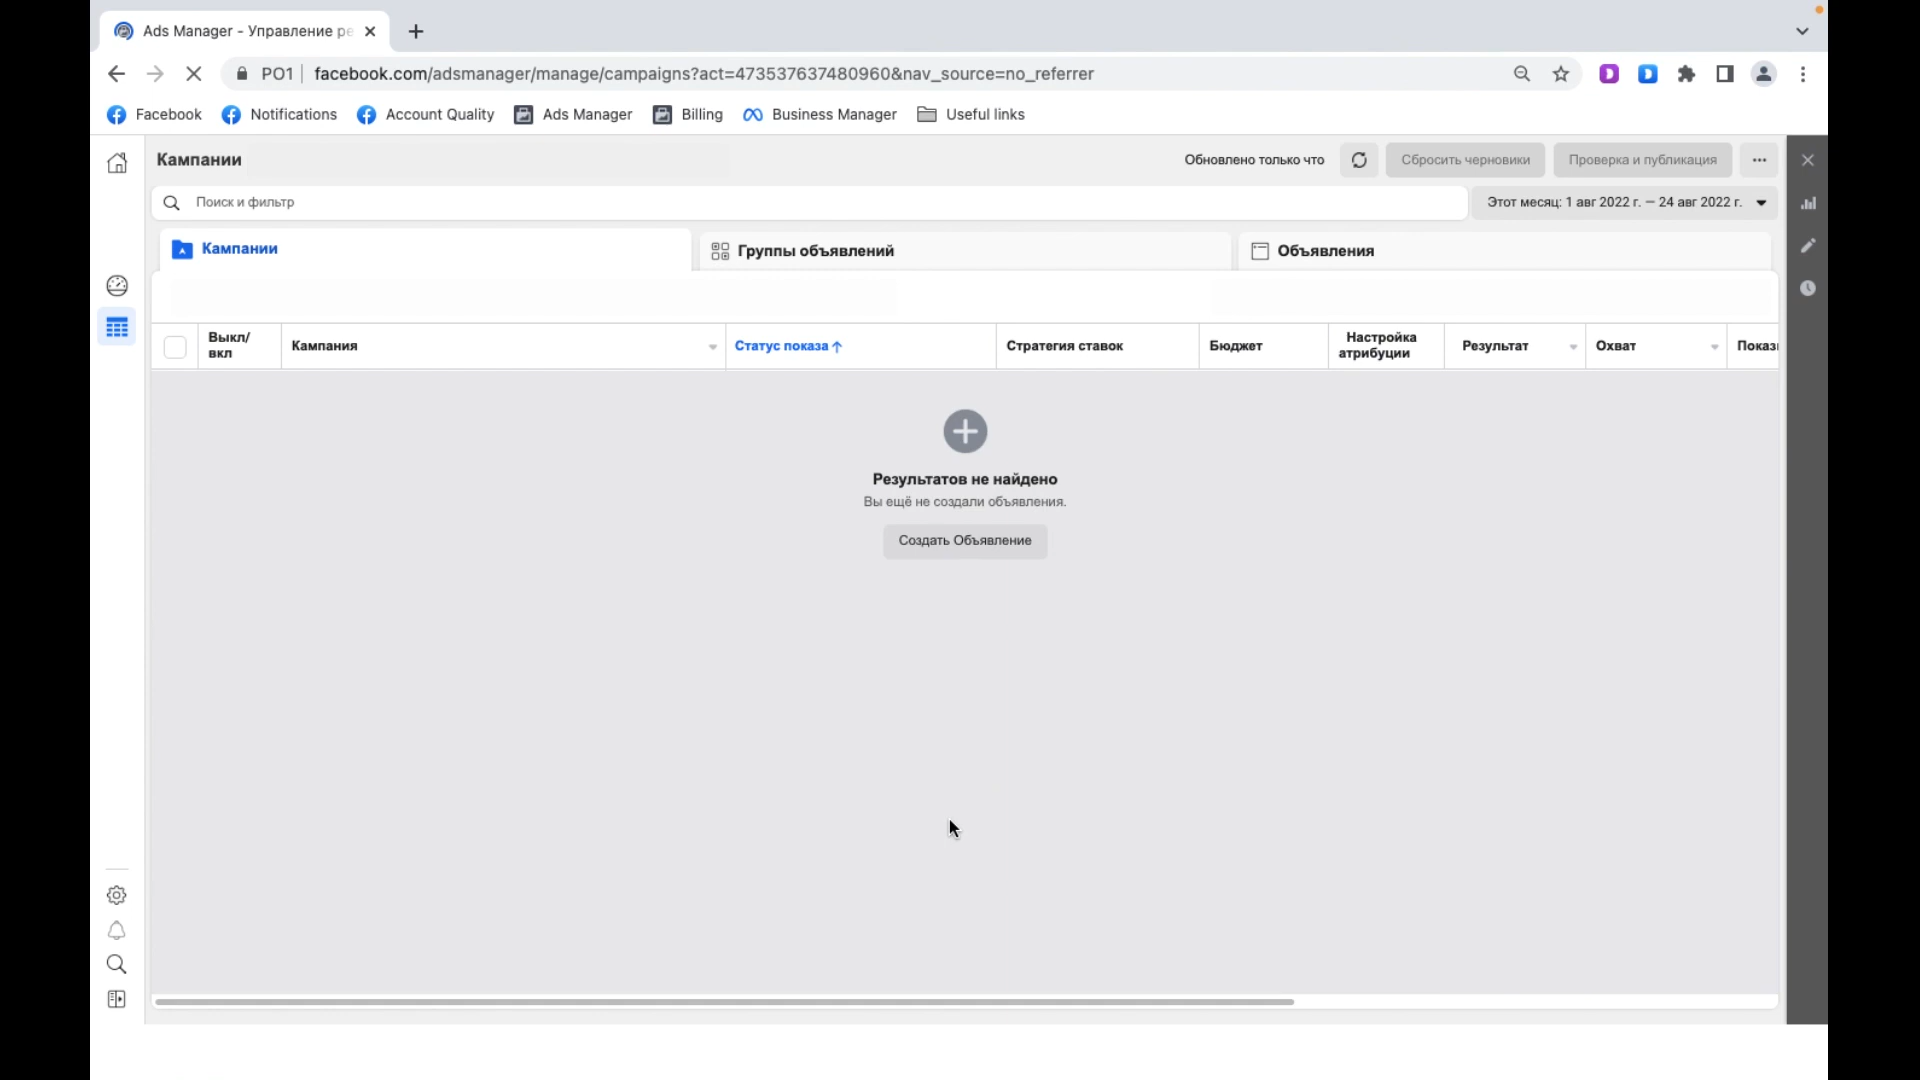 Ads Manager - Управление ре
PO1
facebook.com/adsmanager/manage/campaigns?act=473537637480960&nav_source=no_referrer
Facebook
Notifications
Account Quality
Ads Manager
Billing
Business Manager
Useful links
Кампании
Обновлено только что
Сбросить черновики
Проверка и публикация
Поиск и фильтр
Этот месяц: 1 авг 2022 г. – 24 авг 2022 г.
Кампании
Группы объявлений
Объявления
Выкл/
вкл
Кампания
Статус показа ↑
Стратегия ставок
Бюджет
Настройка
атрибуции
Результат
Охват
Результатов не найдено
Вы ещё не создали объявления.
Создать Объявление